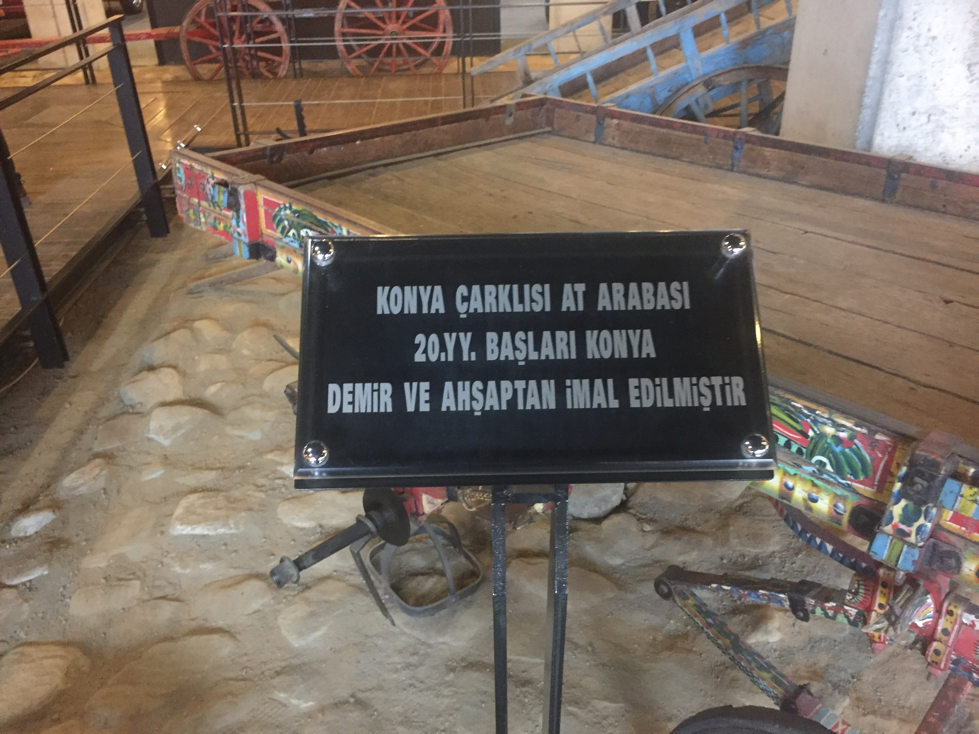 KONYA ÇARKLISI AT ARABASI
20.YY. BAŞLARI KONYA
DEMiR VE AHŞAPTAN iMAL EDiLMiŞTiR